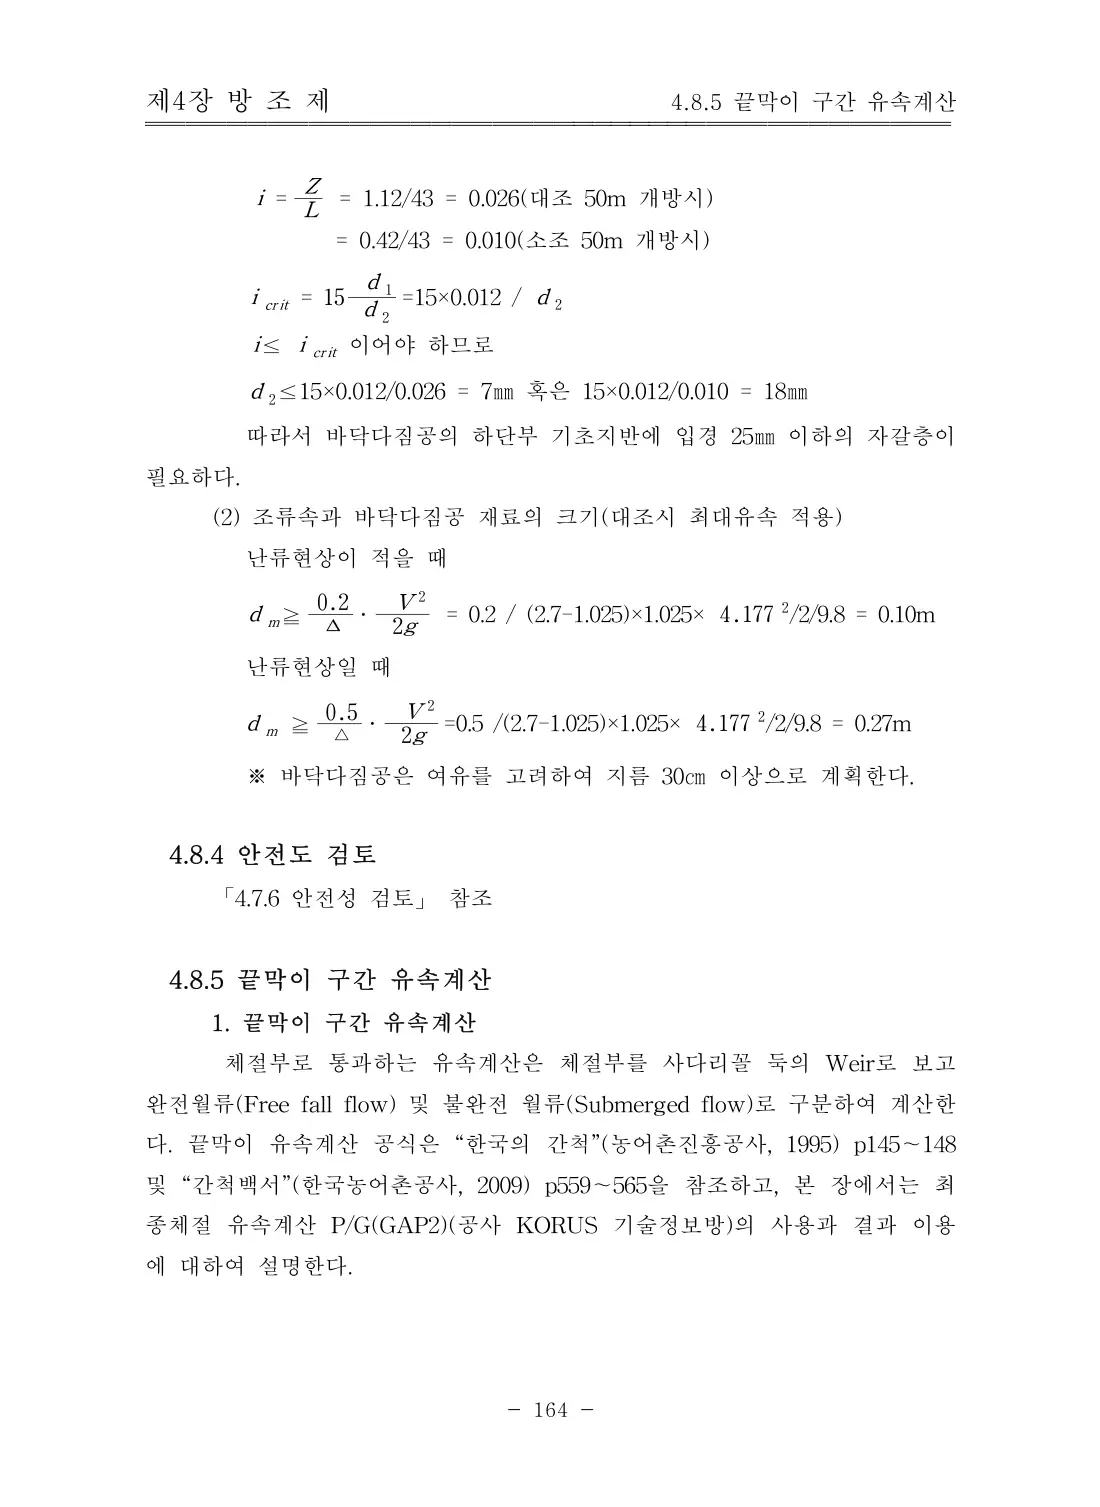 제4장 방 조 제 4.8.5 끝막이 구간 유속계산
i = Z/L = 1.12/43 = 0.026(대조 50m 개방시)
= 0.42/43 = 0.010(소조 50m 개방시)
i crit = 15 d₁/d₂ =15×0.012 / d₂
i≤ i crit 이어야 하므로
d₂≤15×0.012/0.026 = 7㎜ 혹은 15×0.012/0.010 = 18㎜
따라서 바닥다짐공의 하단부 기초지반에 입경 25㎜ 이하의 자갈층이
필요하다.
(2) 조류속과 바닥다짐공 재료의 크기(대조시 최대유속 적용)
난류현상이 적을 때
d m≧ 0.2/Δ · V²/2g = 0.2 / (2.7-1.025)×1.025× 4.177²/2/9.8 = 0.10m
난류현상일 때
d m ≧ 0.5/△ · V²/2g =0.5 /(2.7-1.025)×1.025× 4.177²/2/9.8 = 0.27m
※ 바닥다짐공은 여유를 고려하여 지름 30㎝ 이상으로 계획한다.
4.8.4 안전도 검토
「4.7.6 안전성 검토」 참조
4.8.5 끝막이 구간 유속계산
1. 끝막이 구간 유속계산
체절부로 통과하는 유속계산은 체절부를 사다리꼴 둑의 Weir로 보고
완전월류(Free fall flow) 및 불완전 월류(Submerged flow)로 구분하여 계산한
다. 끝막이 유속계산 공식은 “한국의 간척”(농어촌진흥공사, 1995) p145～148
및 “간척백서”(한국농어촌공사, 2009) p559～565을 참조하고, 본 장에서는 최
종체절 유속계산 P/G(GAP2)(공사 KORUS 기술정보방)의 사용과 결과 이용
에 대하여 설명한다.
- 164 -